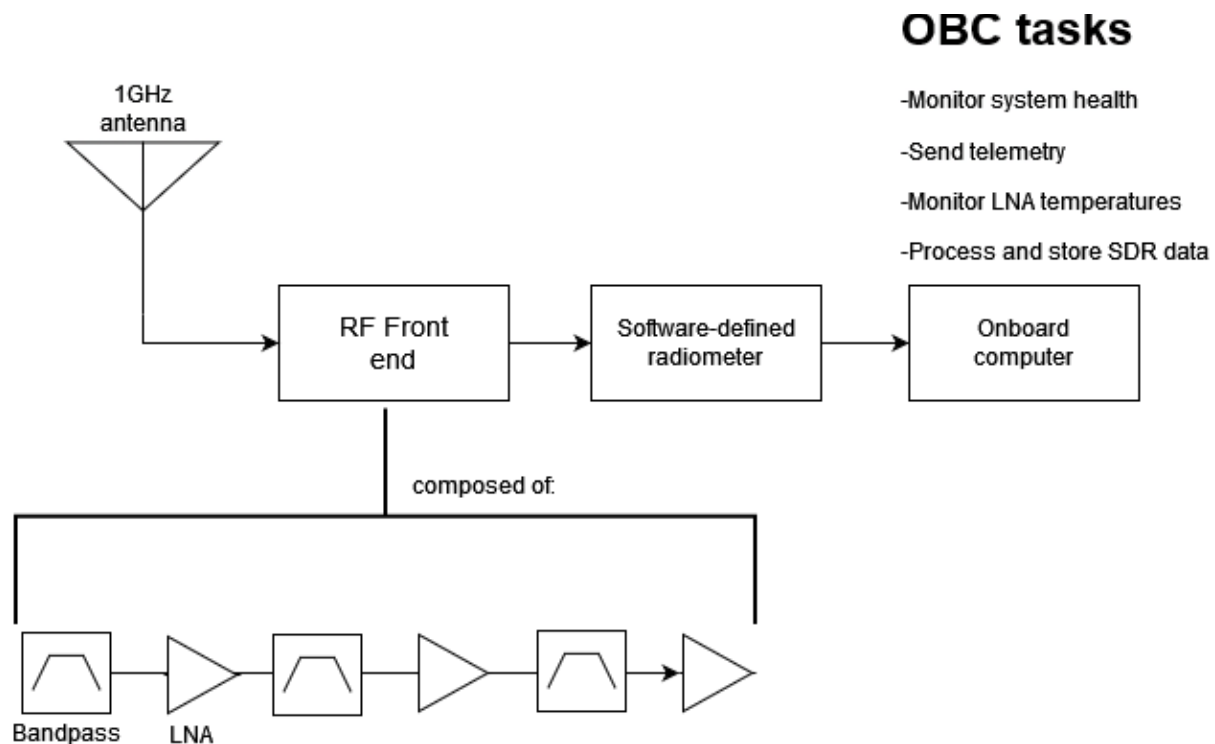 OBC tasks
-Monitor system health
-Send telemetry
-Monitor LNA temperatures
-Process and store SDR data
1GHz
antenna
RF Front
end
Software-defined
radiometer
Onboard
computer
composed of:
Bandpass
LNA